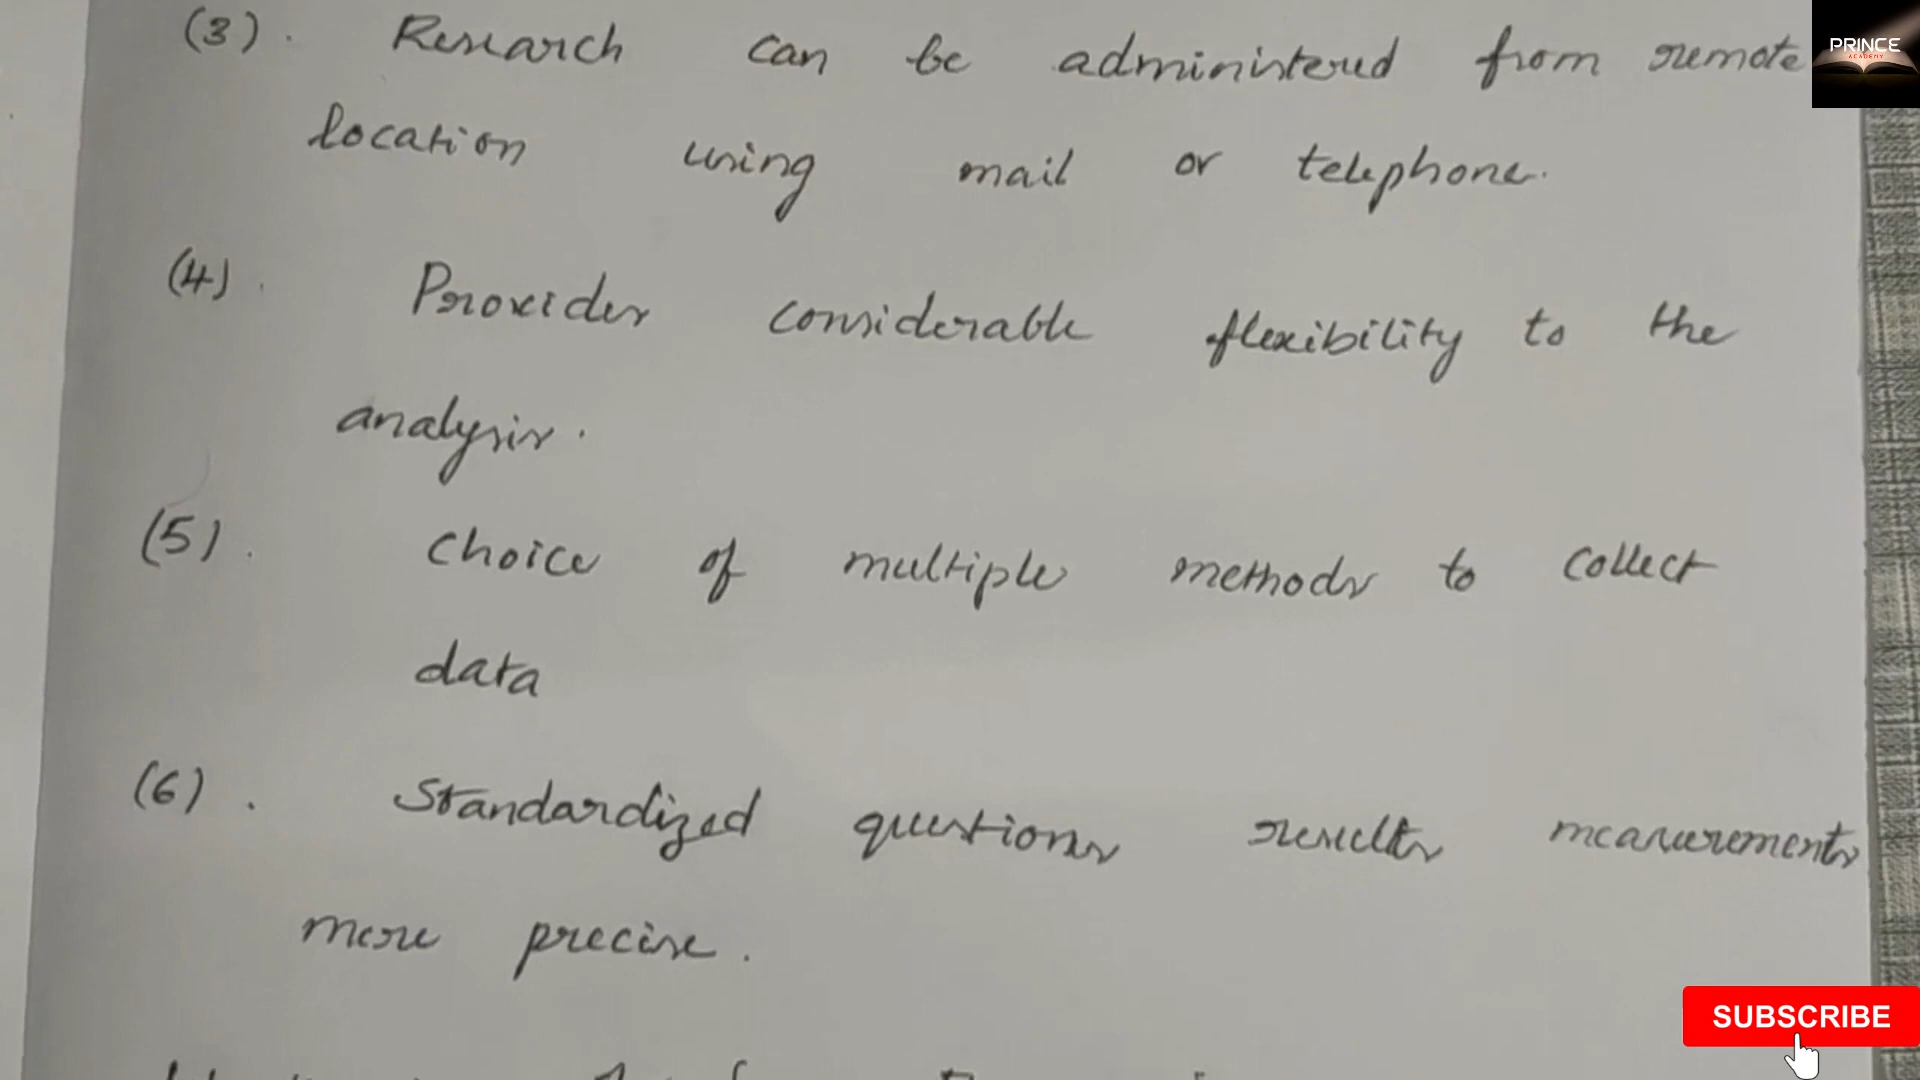 (3). Research can be administered from remote
location using mail or telephone.
(4). Provides considerable flexibility to the
analysis.
(5). Choice of multiple methods to collect
data
(6). Standardized questions results measurements
more precise.
PRINCE
ACADEMY
SUBSCRIBE